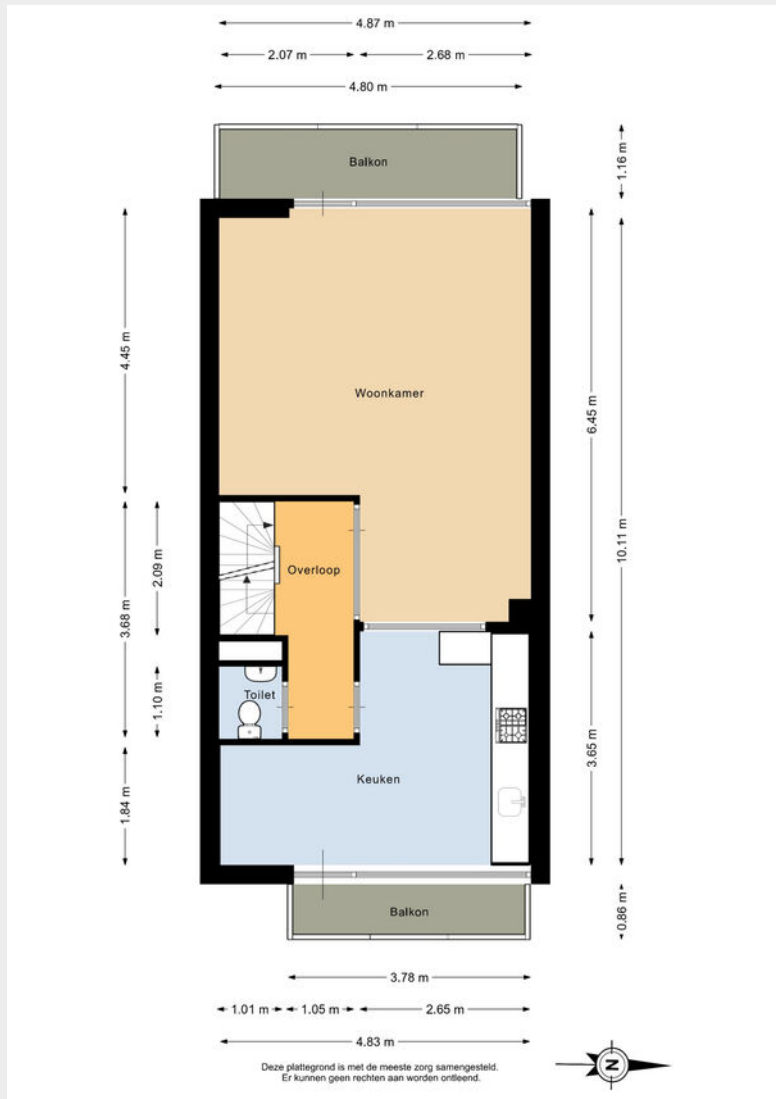 4.87 m
2.07 m
2.68 m
4.80 m
Balkon
1.16 m
4.45 m
Woonkamer
6.45 m
10.11 m
Overloop
2.09 m
3.68 m
Toilet
1.10 m
Keuken
3.65 m
1.84 m
Balkon
0.86 m
3.78 m
1.01 m
1.05 m
2.65 m
4.83 m
Deze plattegrond is met de meeste zorg samengesteld.
Er kunnen geen rechten aan worden ontleend.
N